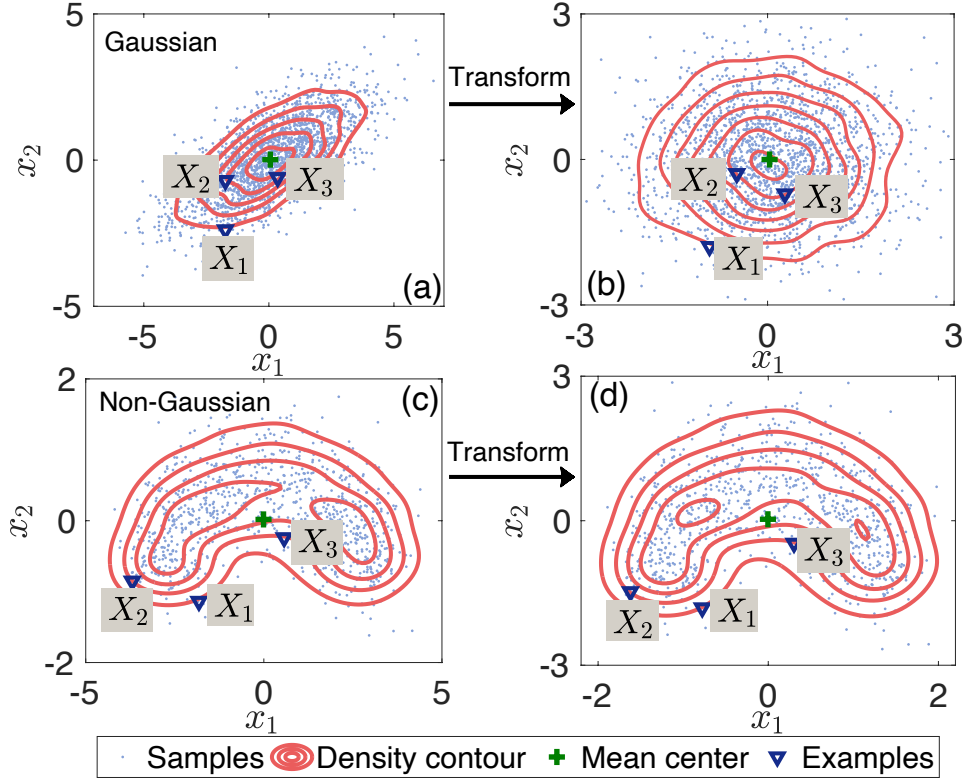 Gaussian
5
0
-5
-5
0
5
x₂
x₁
X₂
X₃
X₁
(a)
Transform
3
0
-3
-3
0
3
x₂
x₁
X₂
X₃
X₁
(b)
Non-Gaussian
(c)
2
0
-2
-5
0
5
x₂
x₁
X₃
X₂
X₁
Transform
(d)
3
0
-3
-2
0
2
x₂
x₁
X₃
X₂
X₁
Samples Density contour Mean center Examples